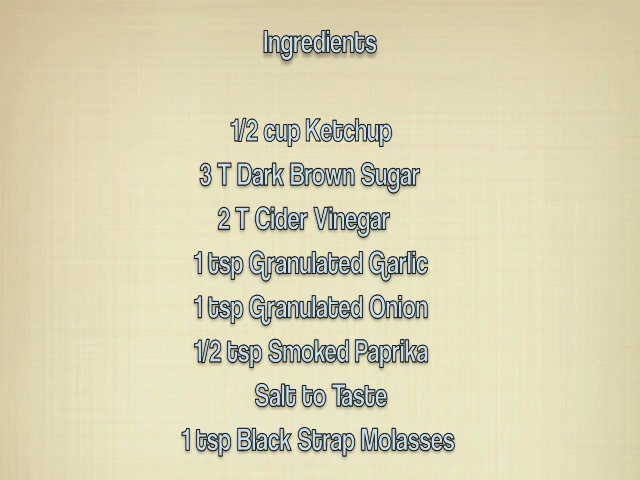 Ingredients
1/2 cup Ketchup
3 T Dark Brown Sugar
2 T Cider Vinegar
1 tsp Granulated Garlic
1 tsp Granulated Onion
1/2 tsp Smoked Paprika
Salt to Taste
1 tsp Black Strap Molasses